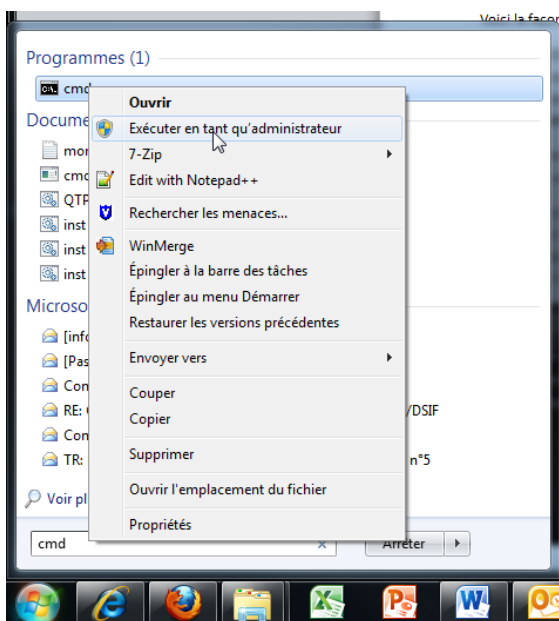 Voici la façon
Programmes (1)
cmd
Ouvrir
Exécuter en tant qu'administrateur
7-Zip
Edit with Notepad++
Rechercher les menaces...
WinMerge
Épingler à la barre des tâches
Épingler au menu Démarrer
Restaurer les versions précédentes
Envoyer vers
Couper
Copier
Supprimer
Ouvrir l'emplacement du fichier
Propriétés
Docume
mor
cmd
QTP
inst
inst
inst
Microso
[info
[Pas
Con
RE: /DSIF
Con
TR: n°5
Voir pl
cmd
Arrêter